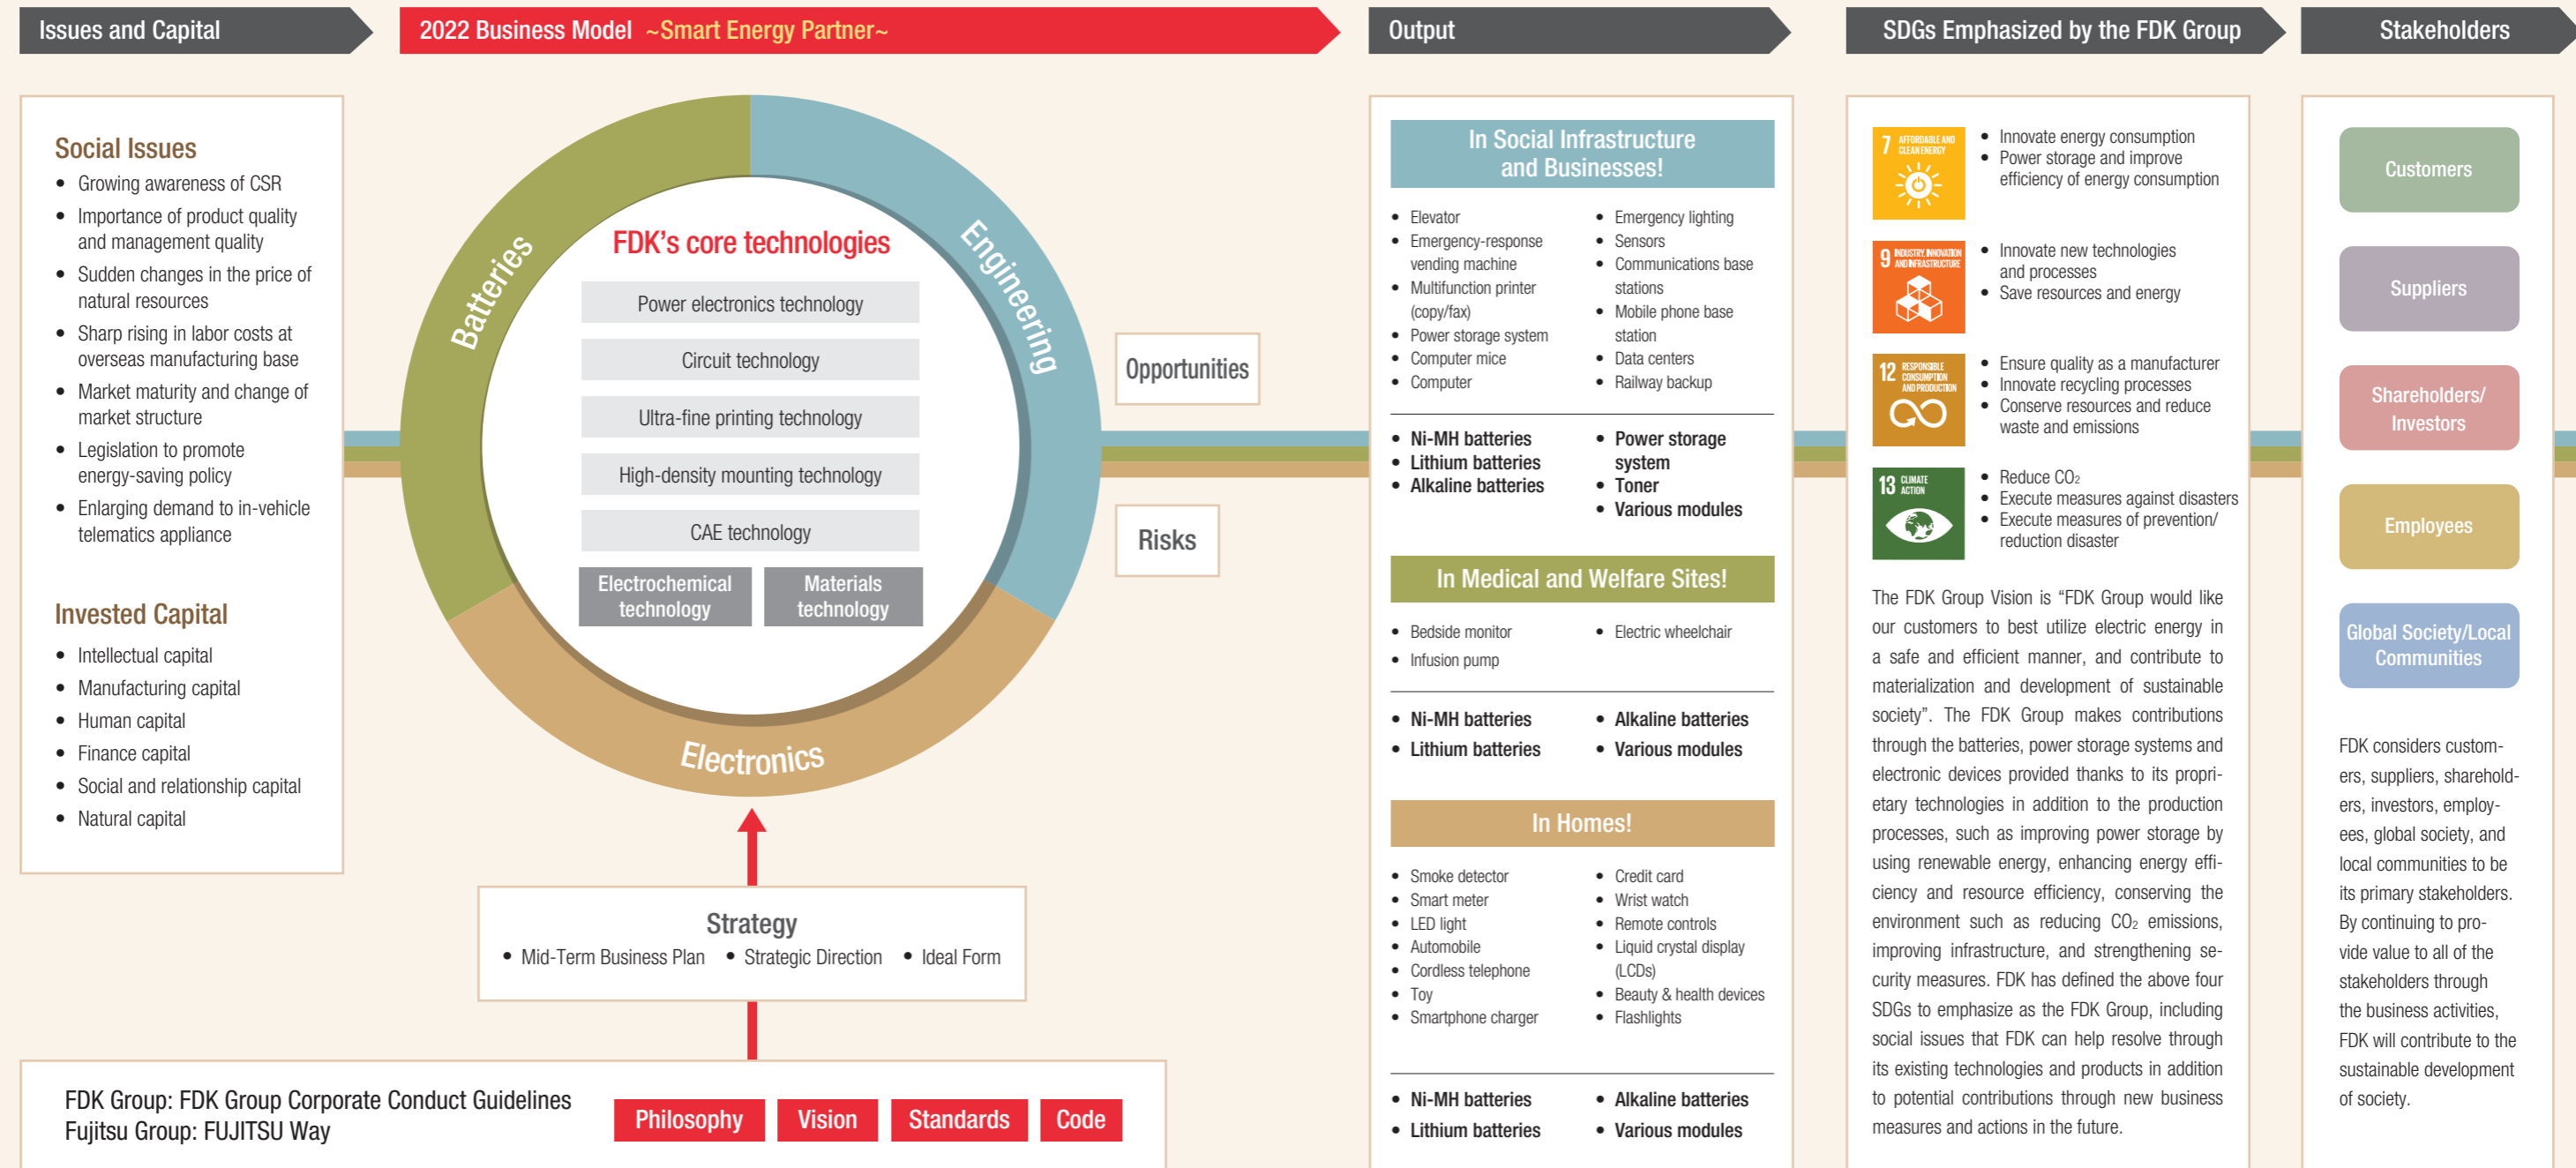 Issues and Capital
2022 Business Model ~Smart Energy Partner~
Output
SDGs Emphasized by the FDK Group
Stakeholders
Social Issues
• Growing awareness of CSR
• Importance of product quality
and management quality
• Sudden changes in the price of
natural resources
• Sharp rising in labor costs at
overseas manufacturing base
• Market maturity and change of
market structure
• Legislation to promote
energy-saving policy
• Enlarging demand to in-vehicle
telematics appliance
Invested Capital
• Intellectual capital
• Manufacturing capital
• Human capital
• Finance capital
• Social and relationship capital
• Natural capital
Batteries
Engineering
Electronics
FDK's core technologies
Power electronics technology
Circuit technology
Ultra-fine printing technology
High-density mounting technology
CAE technology
Electrochemical
technology
Materials
technology
Opportunities
Risks
Strategy
• Mid-Term Business Plan • Strategic Direction • Ideal Form
FDK Group: FDK Group Corporate Conduct Guidelines
Fujitsu Group: FUJITSU Way
Philosophy
Vision
Standards
Code
In Social Infrastructure
and Businesses!
• Elevator
• Emergency-response
vending machine
• Multifunction printer
(copy/fax)
• Power storage system
• Computer mice
• Computer
• Emergency lighting
• Sensors
• Communications base
stations
• Mobile phone base
station
• Data centers
• Railway backup
• Ni-MH batteries
• Lithium batteries
• Alkaline batteries
• Power storage
system
• Toner
• Various modules
In Medical and Welfare Sites!
• Bedside monitor
• Infusion pump
• Electric wheelchair
• Ni-MH batteries
• Lithium batteries
• Alkaline batteries
• Various modules
In Homes!
• Smoke detector
• Smart meter
• LED light
• Automobile
• Cordless telephone
• Toy
• Smartphone charger
• Credit card
• Wrist watch
• Remote controls
• Liquid crystal display
(LCDs)
• Beauty & health devices
• Flashlights
• Ni-MH batteries
• Lithium batteries
• Alkaline batteries
• Various modules
7 AFFORDABLE AND
CLEAN ENERGY
• Innovate energy consumption
• Power storage and improve
efficiency of energy consumption
9 INDUSTRY, INNOVATION
AND INFRASTRUCTURE
• Innovate new technologies
and processes
• Save resources and energy
12 RESPONSIBLE
CONSUMPTION
AND PRODUCTION
• Ensure quality as a manufacturer
• Innovate recycling processes
• Conserve resources and reduce
waste and emissions
13 CLIMATE
ACTION
• Reduce CO₂
• Execute measures against disasters
• Execute measures of prevention/
reduction disaster
The FDK Group Vision is “FDK Group would like
our customers to best utilize electric energy in
a safe and efficient manner, and contribute to
materialization and development of sustainable
society”. The FDK Group makes contributions
through the batteries, power storage systems and
electronic devices provided thanks to its propri-
etary technologies in addition to the production
processes, such as improving power storage by
using renewable energy, enhancing energy effi-
ciency and resource efficiency, conserving the
environment such as reducing CO₂ emissions,
improving infrastructure, and strengthening se-
curity measures. FDK has defined the above four
SDGs to emphasize as the FDK Group, including
social issues that FDK can help resolve through
its existing technologies and products in addition
to potential contributions through new business
measures and actions in the future.
Customers
Suppliers
Shareholders/
Investors
Employees
Global Society/Local
Communities
FDK considers custom-
ers, suppliers, sharehold-
ers, investors, employ-
ees, global society, and
local communities to be
its primary stakeholders.
By continuing to pro-
vide value to all of the
stakeholders through
the business activities,
FDK will contribute to the
sustainable development
of society.